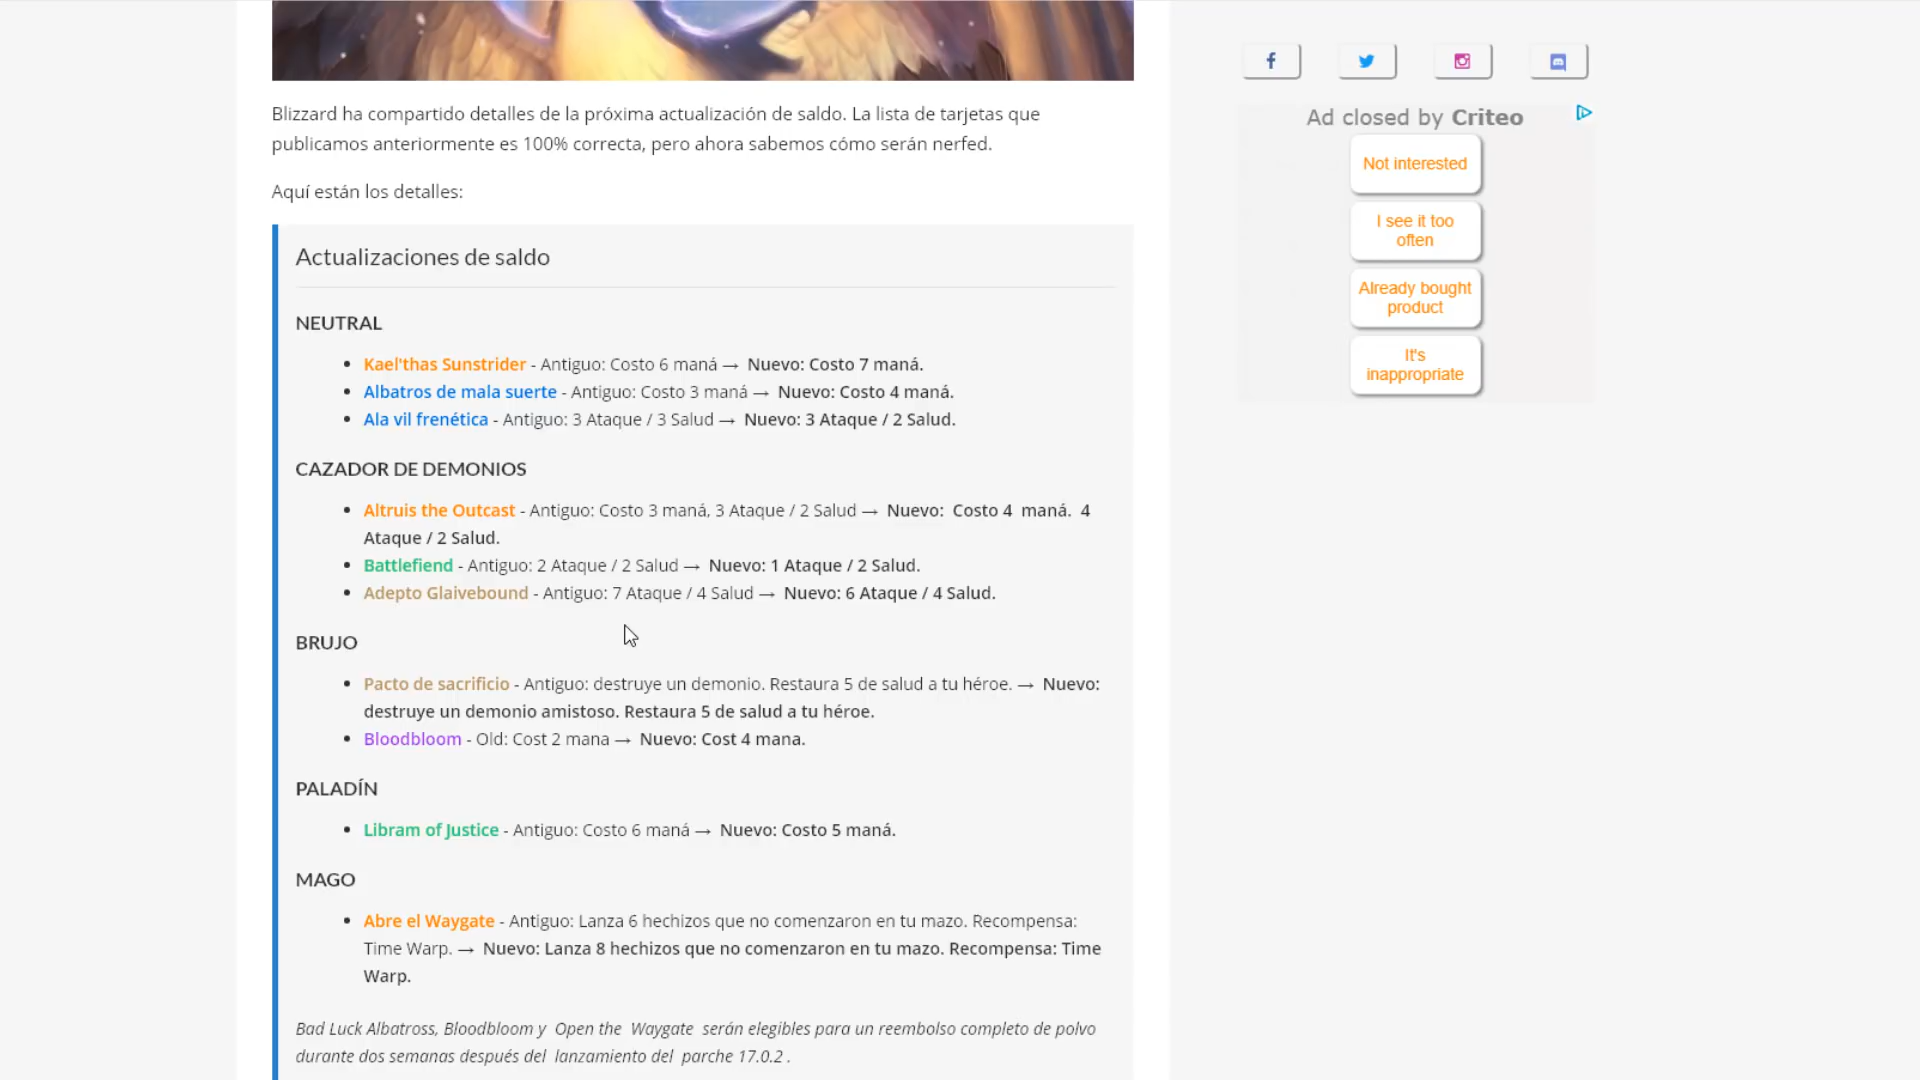 Blizzard ha compartido detalles de la próxima actualización de saldo. La lista de tarjetas que
publicamos anteriormente es 100% correcta, pero ahora sabemos cómo serán nerfed.
Aquí están los detalles:
Actualizaciones de saldo
NEUTRAL
Kael'thas Sunstrider - Antiguo: Costo 6 maná → Nuevo: Costo 7 maná.
Albatros de mala suerte - Antiguo: Costo 3 maná → Nuevo: Costo 4 maná.
Ala vil frenética - Antiguo: 3 Ataque / 3 Salud → Nuevo: 3 Ataque / 2 Salud.
CAZADOR DE DEMONIOS
Altruis the Outcast - Antiguo: Costo 3 maná, 3 Ataque / 2 Salud → Nuevo: Costo 4 maná. 4
Ataque / 2 Salud.
Battlefiend - Antiguo: 2 Ataque / 2 Salud → Nuevo: 1 Ataque / 2 Salud.
Adepto Glaivebound - Antiguo: 7 Ataque / 4 Salud → Nuevo: 6 Ataque / 4 Salud.
BRUJO
Pacto de sacrificio - Antiguo: destruye un demonio. Restaura 5 de salud a tu héroe. → Nuevo:
destruye un demonio amistoso. Restaura 5 de salud a tu héroe.
Bloodbloom - Old: Cost 2 mana → Nuevo: Cost 4 mana.
PALADÍN
Libram of Justice - Antiguo: Costo 6 maná → Nuevo: Costo 5 maná.
MAGO
Abre el Waygate - Antiguo: Lanza 6 hechizos que no comenzaron en tu mazo. Recompensa:
Time Warp. → Nuevo: Lanza 8 hechizos que no comenzaron en tu mazo. Recompensa: Time
Warp.
Bad Luck Albatross, Bloodbloom y Open the Waygate serán elegibles para un reembolso completo de polvo
durante dos semanas después del lanzamiento del parche 17.0.2 .
Ad closed by Criteo
Not interested
I see it too
often
Already bought
product
It's
inappropriate